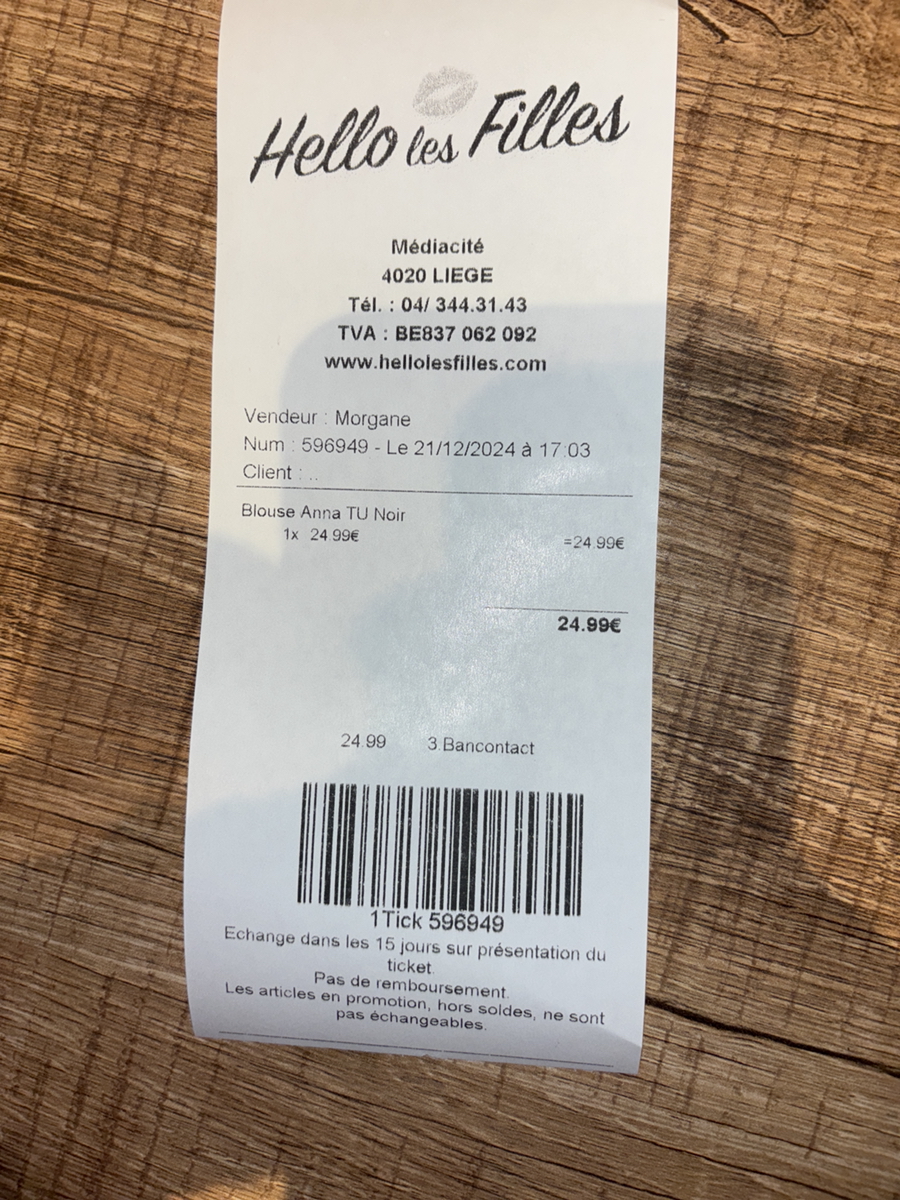 Hello les Filles
Médiacité
4020 LIEGE
Tél. : 04/ 344.31.43
TVA : BE837 062 092
www.hellolesfilles.com
Vendeur : Morgane
Num : 596949 - Le 21/12/2024 à 17:03
Client : ..
Blouse Anna TU Noir
1x 24.99€ =24.99€
24.99€
24.99 3.Bancontact
1Tick 596949
Echange dans les 15 jours sur présentation du
ticket.
Pas de remboursement.
Les articles en promotion, hors soldes, ne sont
pas échangeables.